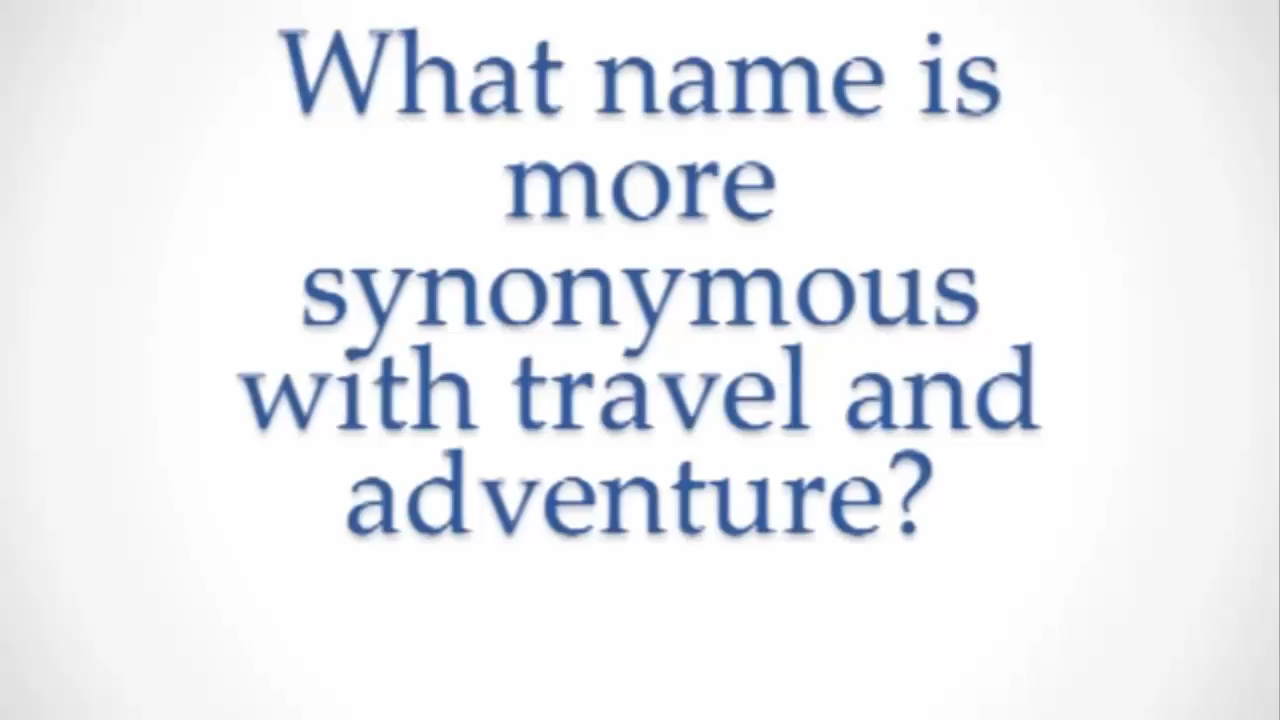 What name is
more
synonymous
with travel and
adventure?